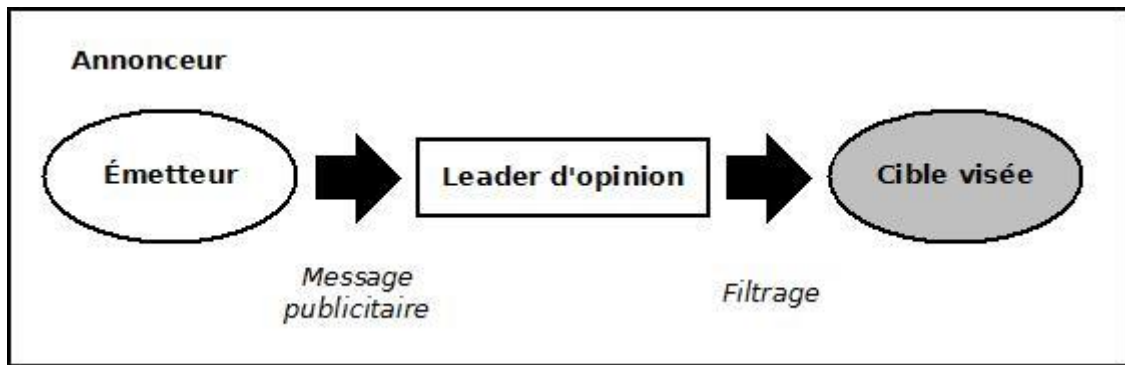 Annonceur
Émetteur
Leader d'opinion
Cible visée
Message
publicitaire
Filtrage